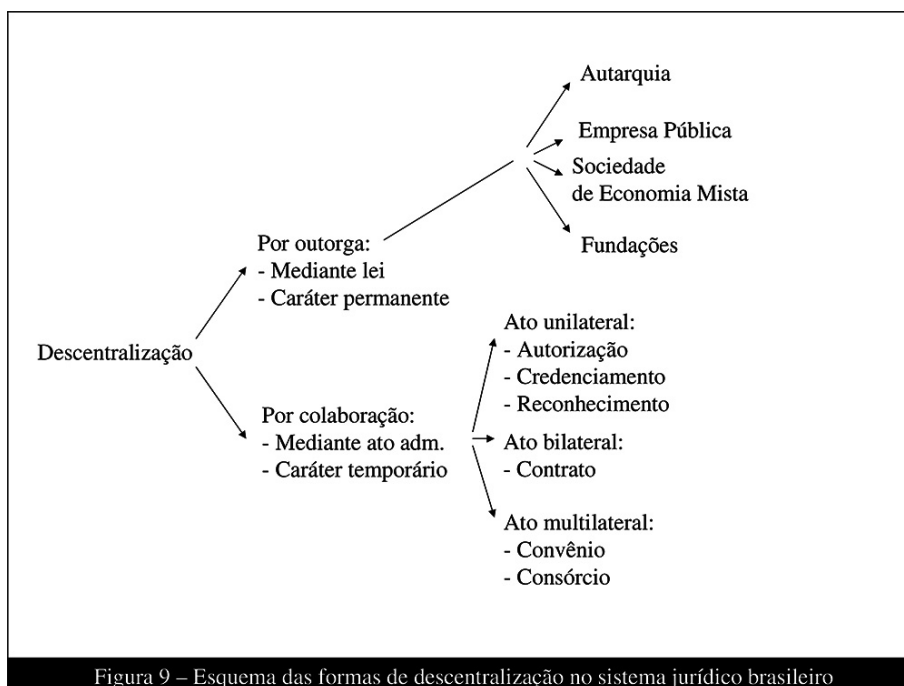 Autarquia
Empresa Pública
Sociedade
de Economia Mista
Fundações
Por outorga:
- Mediante lei
- Caráter permanente
Descentralização
Por colaboração:
- Mediante ato adm.
- Caráter temporário
Ato unilateral:
- Autorização
- Credenciamento
- Reconhecimento
Ato bilateral:
- Contrato
Ato multilateral:
- Convênio
- Consórcio
Figura 9 – Esquema das formas de descentralização no sistema jurídico brasileiro